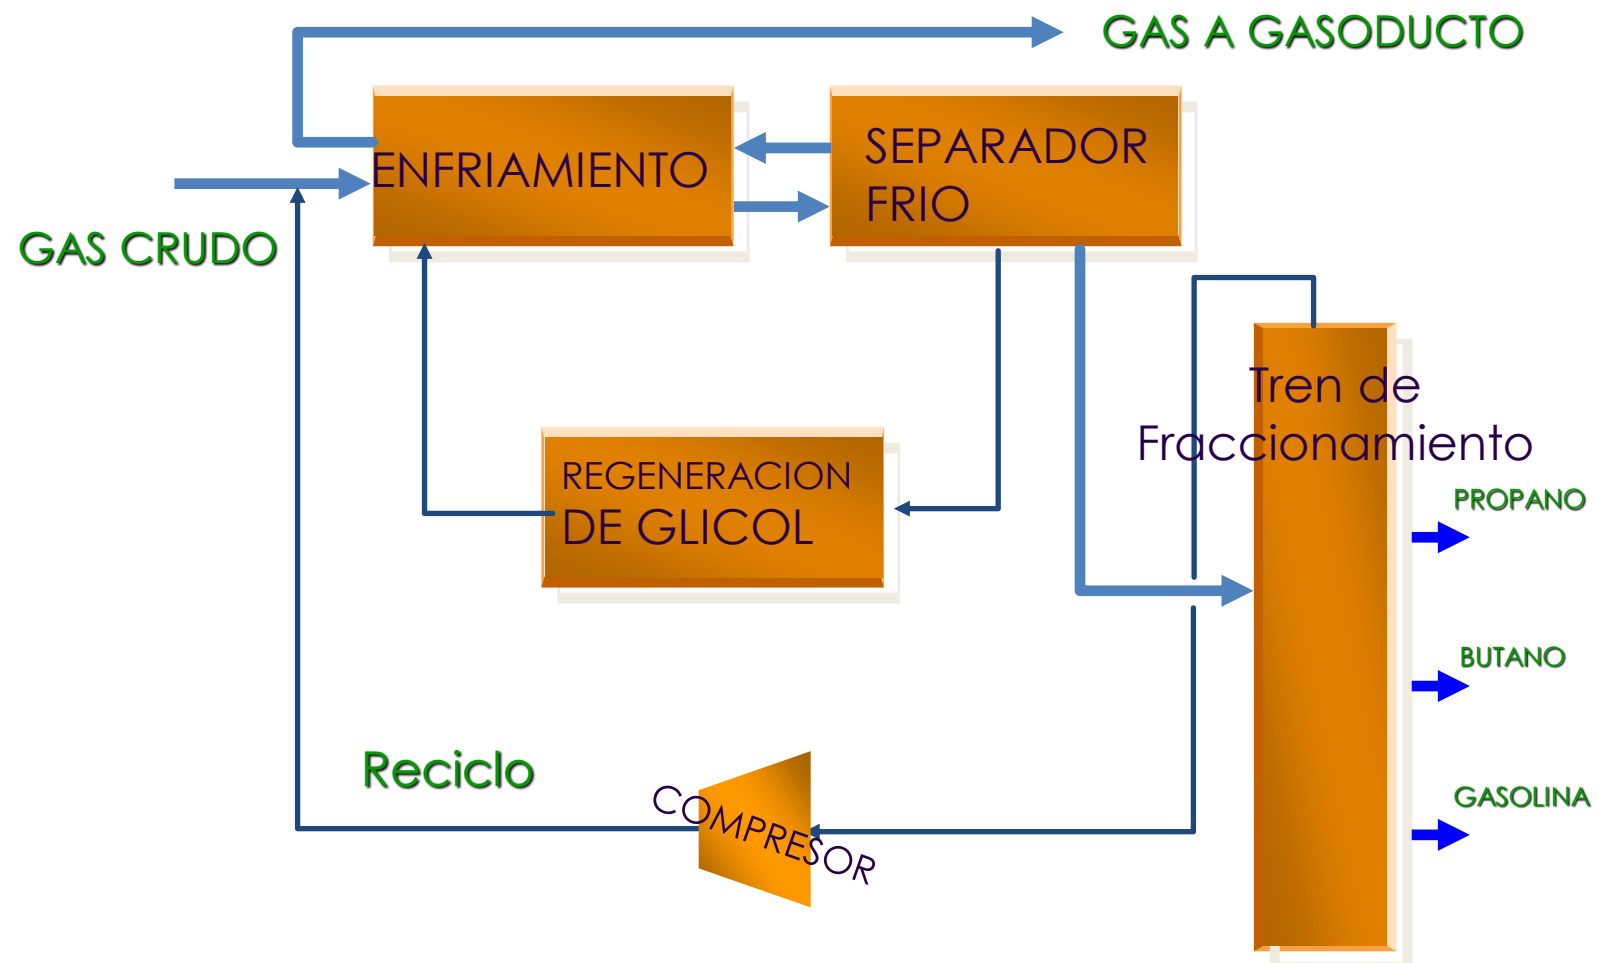 GAS A GASODUCTO
ENFRIAMIENTO
SEPARADOR
FRIO
GAS CRUDO
Tren de
Fraccionamiento
REGENERACION
DE GLICOL
PROPANO
BUTANO
Reciclo
COMPRESOR
GASOLINA